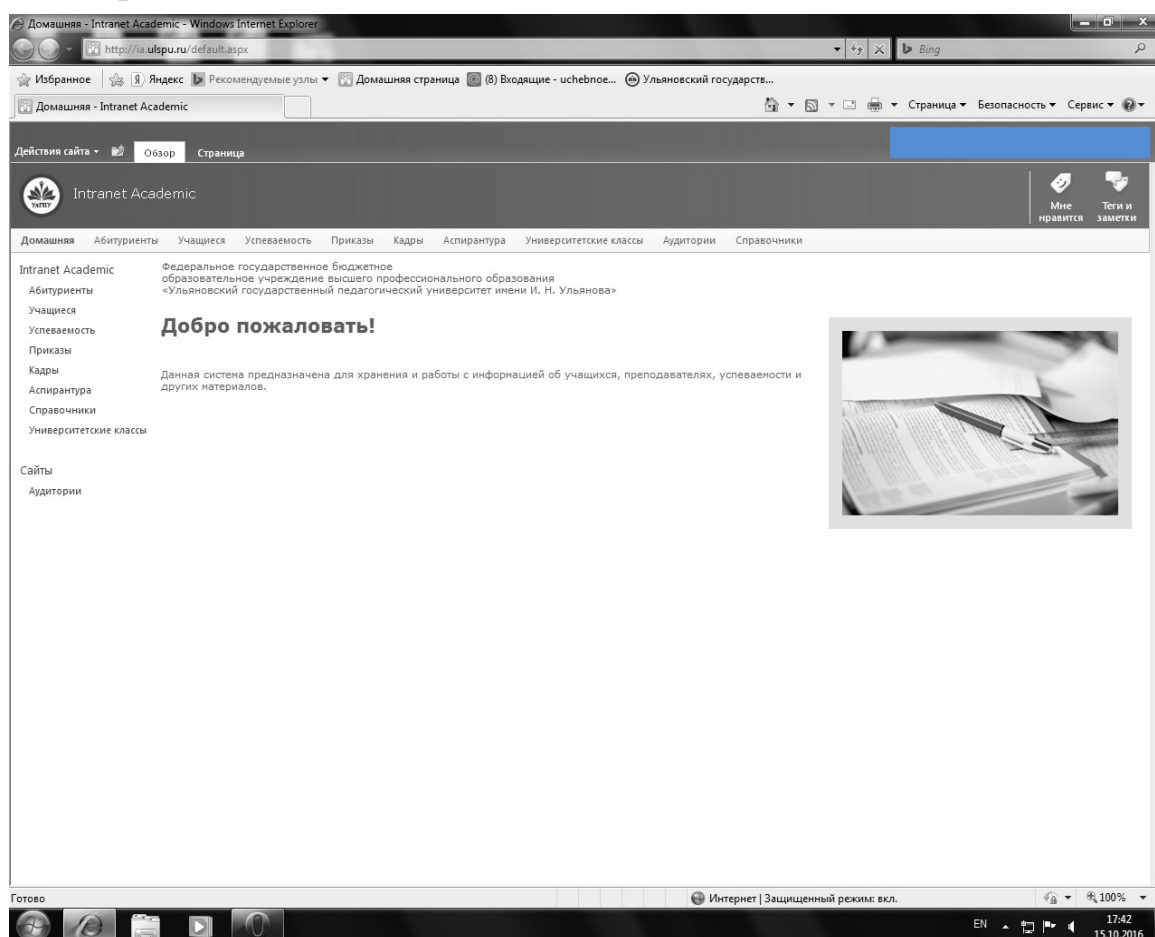 Домашняя - Intranet Academic - Windows Internet Explorer
http://ia.ulspu.ru/default.aspx
Bing
Избранное Яндекс Рекомендуемые узлы Домашняя страница (8) Входящие - uchebnoe... Ульяновский государств...
Домашняя - Intranet Academic
Страница Безопасность Сервис
Действия сайта Обзор Страница
УлГПУ
Intranet Academic
Мне нравится
Теги и заметки
Домашняя Абитуриенты Учащиеся Успеваемость Приказы Кадры Аспирантура Университетские классы Аудитории Справочники
Intranet Academic
Абитуриенты
Учащиеся
Успеваемость
Приказы
Кадры
Аспирантура
Справочники
Университетские классы
Сайты
Аудитории
Федеральное государственное бюджетное
образовательное учреждение высшего профессионального образования
«Ульяновский государственный педагогический университет имени И. Н. Ульянова»
Добро пожаловать!
Данная система предназначена для хранения и работы с информацией об учащихся, преподавателях, успеваемости и
других материалов.
Готово
Интернет | Защищенный режим: вкл.
100%
EN
17:42
15.10.2016